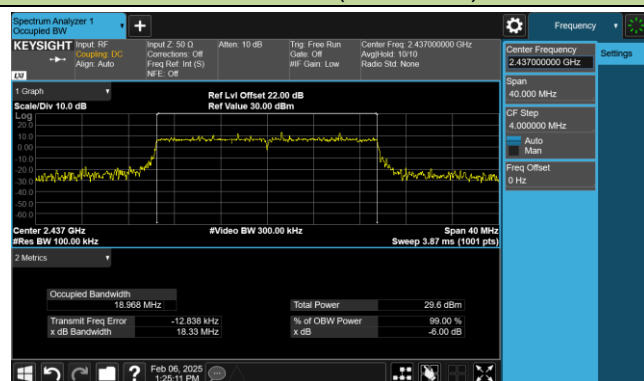 Spectrum Analyzer 1
Occupied BW
Frequency
KEYSIGHT
Input: RF
Coupling: DC
Align: Auto
Input Z: 50 Ω
Corrections: Off
Freq Ref: Int (S)
NFE: Off
Atten: 10 dB
Trig: Free Run
Gate: Off
#IF Gain: Low
Center Freq: 2.437000000 GHz
Avg|Hold: 10/10
Radio Std: None
LXI
Center Frequency
2.437000000 GHz
Settings
Span
40.000 MHz
CF Step
4.000000 MHz
Auto
Man
Freq Offset
0 Hz
1 Graph
Scale/Div 10.0 dB
Ref Lvl Offset 22.00 dB
Ref Value 30.00 dBm
Log
20.0
10.0
0.00
-10.0
-20.0
-30.0
-40.0
-50.0
-60.0
Center 2.437 GHz
#Res BW 100.00 kHz
#Video BW 300.00 kHz
Span 40 MHz
Sweep 3.87 ms (1001 pts)
2 Metrics
Occupied Bandwidth
18.968 MHz
Total Power 29.6 dBm
Transmit Freq Error -12.838 kHz
% of OBW Power 99.00 %
x dB Bandwidth 18.33 MHz
x dB -6.00 dB
Feb 06, 2025
1:25:11 PM